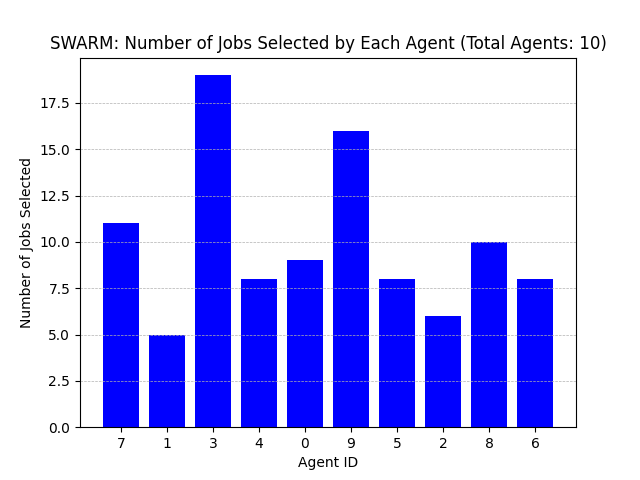 SWARM: Number of Jobs Selected by Each Agent (Total Agents: 10)
Number of Jobs Selected
17.5
15.0
12.5
10.0
7.5
5.0
2.5
0.0
7 1 3 4 0 9 5 2 8 6
Agent ID